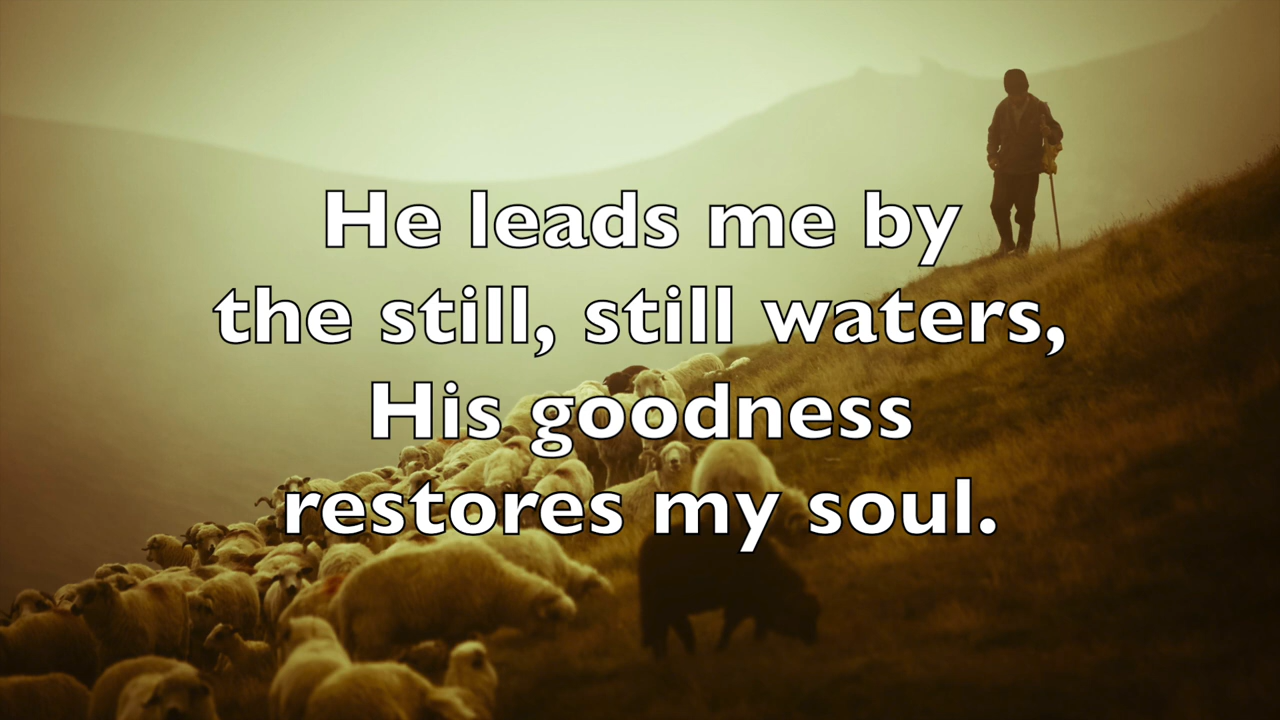 He leads me by
the still, still waters,
His goodness
restores my soul.